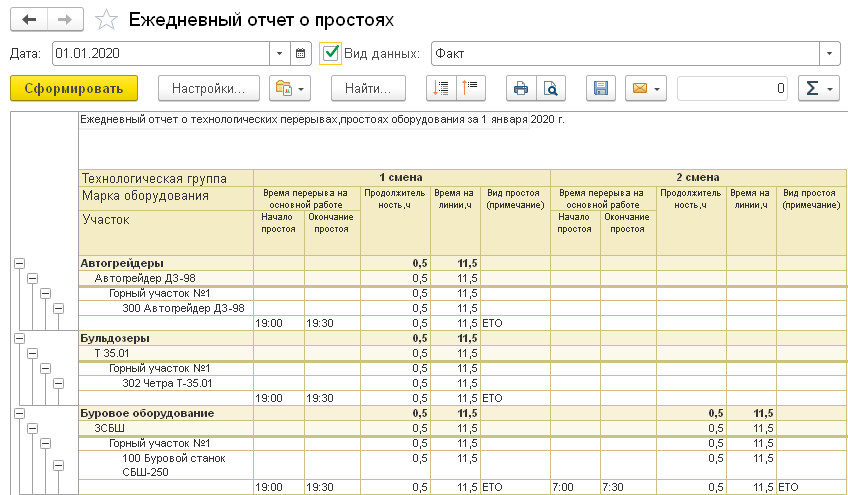 Ежедневный отчет о простоях
Дата: 01.01.2020 Вид данных: Факт
Сформировать Настройки... Найти... 0 Σ
Ежедневный отчет о технологических перерывах,простоях оборудования за 1 января 2020 г.
Технологическая группа 1 смена 2 смена
Марка оборудования Время перерыва на Продолжитель Время на Вид простоя Время перерыва на Продолжитель Время на Вид простоя
основной работе ность,ч линии,ч (примечание) основной работе ность,ч линии,ч (примечание)
Участок Начало Окончание Начало Окончание
простоя простоя простоя простоя
Автогрейдеры 0,5 11,5
Автогрейдер ДЗ-98 0,5 11,5
Горный участок №1 0,5 11,5
300 Автогрейдер ДЗ-98 0,5 11,5
19:00 19:30 0,5 11,5 ЕТО
Бульдозеры 0,5 11,5
Т 35.01 0,5 11,5
Горный участок №1 0,5 11,5
302 Четра Т-35.01 0,5 11,5
19:00 19:30 0,5 11,5 ЕТО
Буровое оборудование 0,5 11,5 0,5 11,5
3СБШ 0,5 11,5 0,5 11,5
Горный участок №1 0,5 11,5 0,5 11,5
100 Буровой станок 0,5 11,5 0,5 11,5
СБШ-250
19:00 19:30 0,5 11,5 ЕТО 7:00 7:30 0,5 11,5 ЕТО